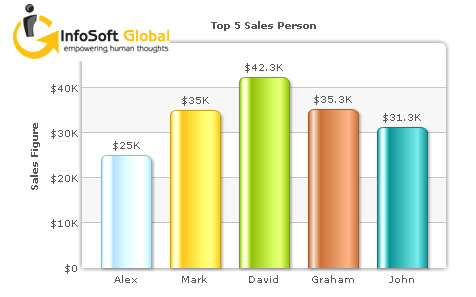 InfoSoft Global
empowering human thoughts
Top 5 Sales Person
Sales Figure
$40K
$30K
$20K
$10K
$0
$25K
$35K
$42.3K
$35.3K
$31.3K
Alex
Mark
David
Graham
John